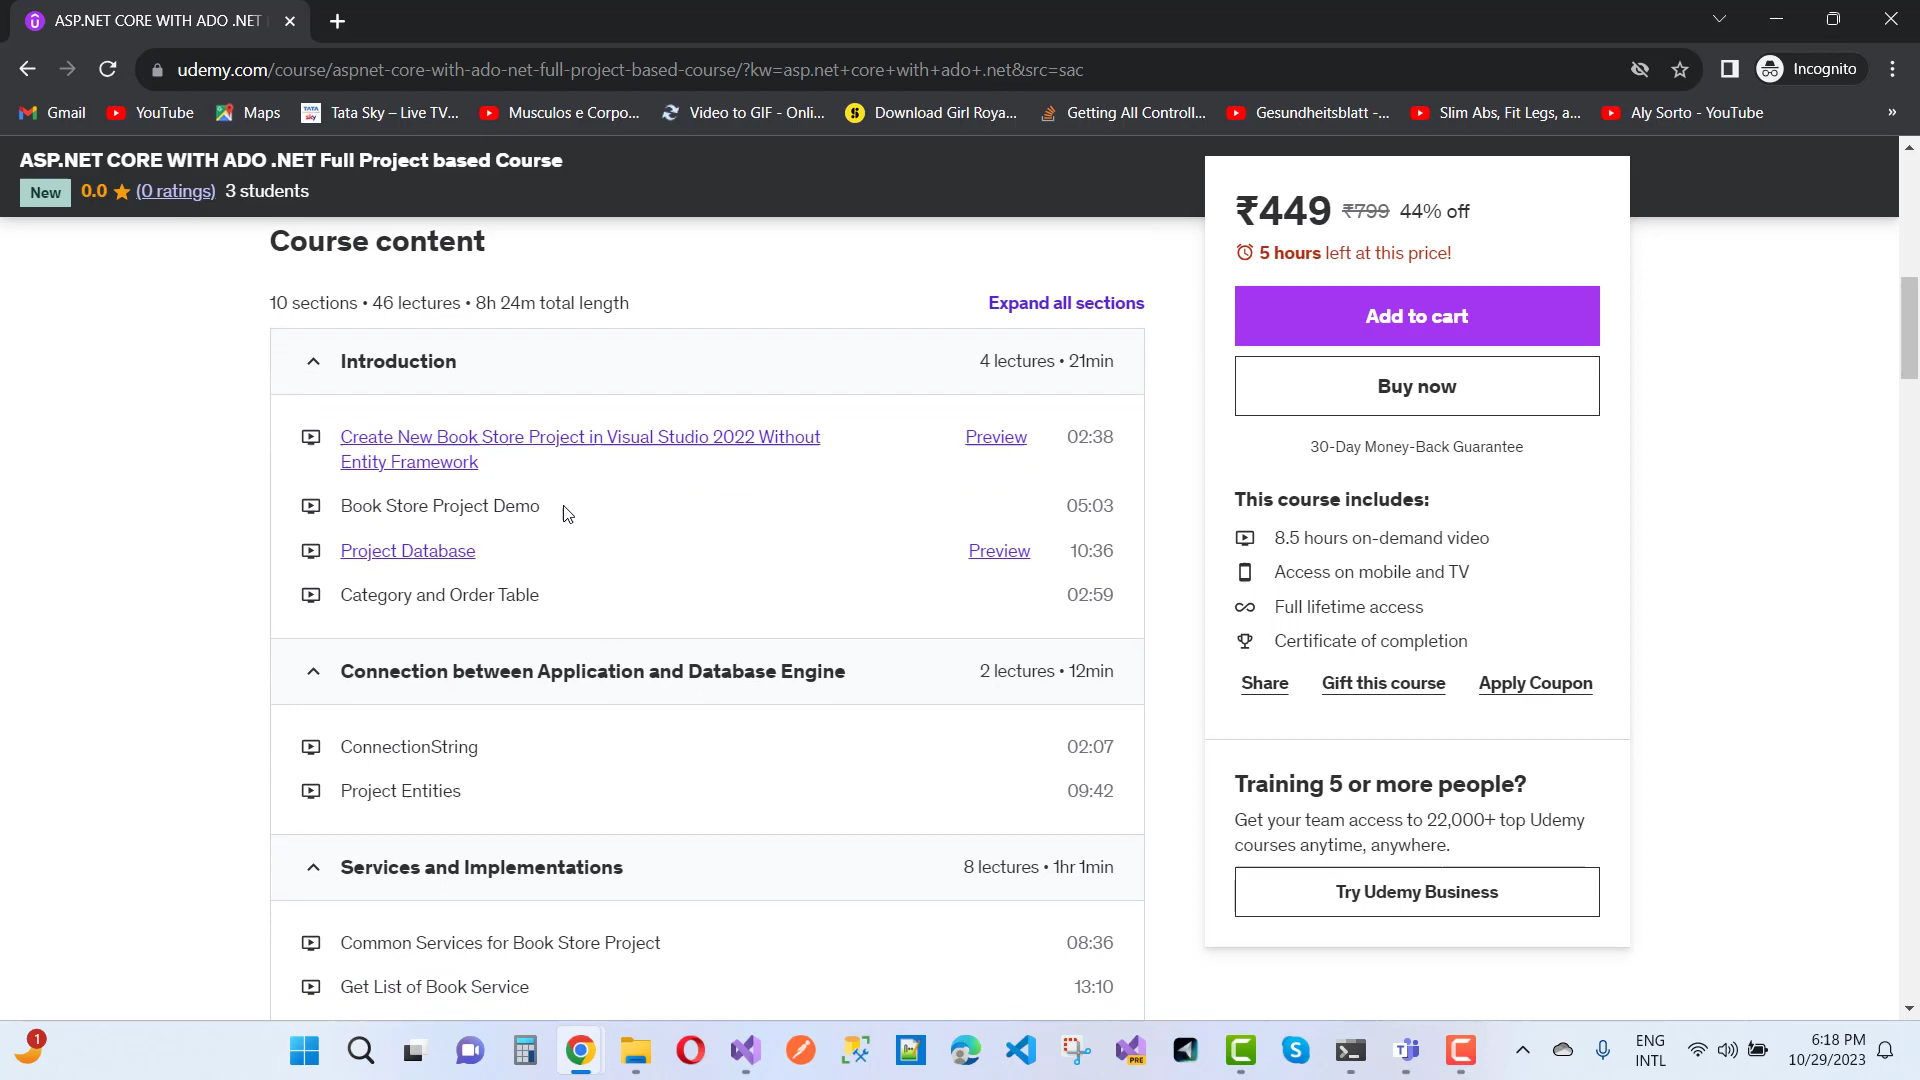 ASP.NET CORE WITH ADO .NET
udemy.com/course/aspnet-core-with-ado-net-full-project-based-course/?kw=asp.net+core+with+ado+.net&src=sac
Incognito
Gmail
YouTube
Maps
Tata Sky – Live TV...
Musculos e Corpo...
Video to GIF - Onli...
Download Girl Roya...
Getting All Controll...
Gesundheitsblatt -...
Slim Abs, Fit Legs, a...
Aly Sorto - YouTube
»
ASP.NET CORE WITH ADO .NET Full Project based Course
New 0.0 (0 ratings) 3 students
Course content
10 sections • 46 lectures • 8h 24m total length
Expand all sections
Introduction
4 lectures • 21min
Create New Book Store Project in Visual Studio 2022 Without
Entity Framework
Preview 02:38
Book Store Project Demo 05:03
Project Database Preview 10:36
Category and Order Table 02:59
Connection between Application and Database Engine
2 lectures • 12min
ConnectionString 02:07
Project Entities 09:42
Services and Implementations
8 lectures • 1hr 1min
Common Services for Book Store Project 08:36
Get List of Book Service 13:10
₹449 ₹799 44% off
5 hours left at this price!
Add to cart
Buy now
30-Day Money-Back Guarantee
This course includes:
8.5 hours on-demand video
Access on mobile and TV
Full lifetime access
Certificate of completion
Share Gift this course Apply Coupon
Training 5 or more people?
Get your team access to 22,000+ top Udemy
courses anytime, anywhere.
Try Udemy Business
1
PRE
ENG
INTL
6:18 PM
10/29/2023